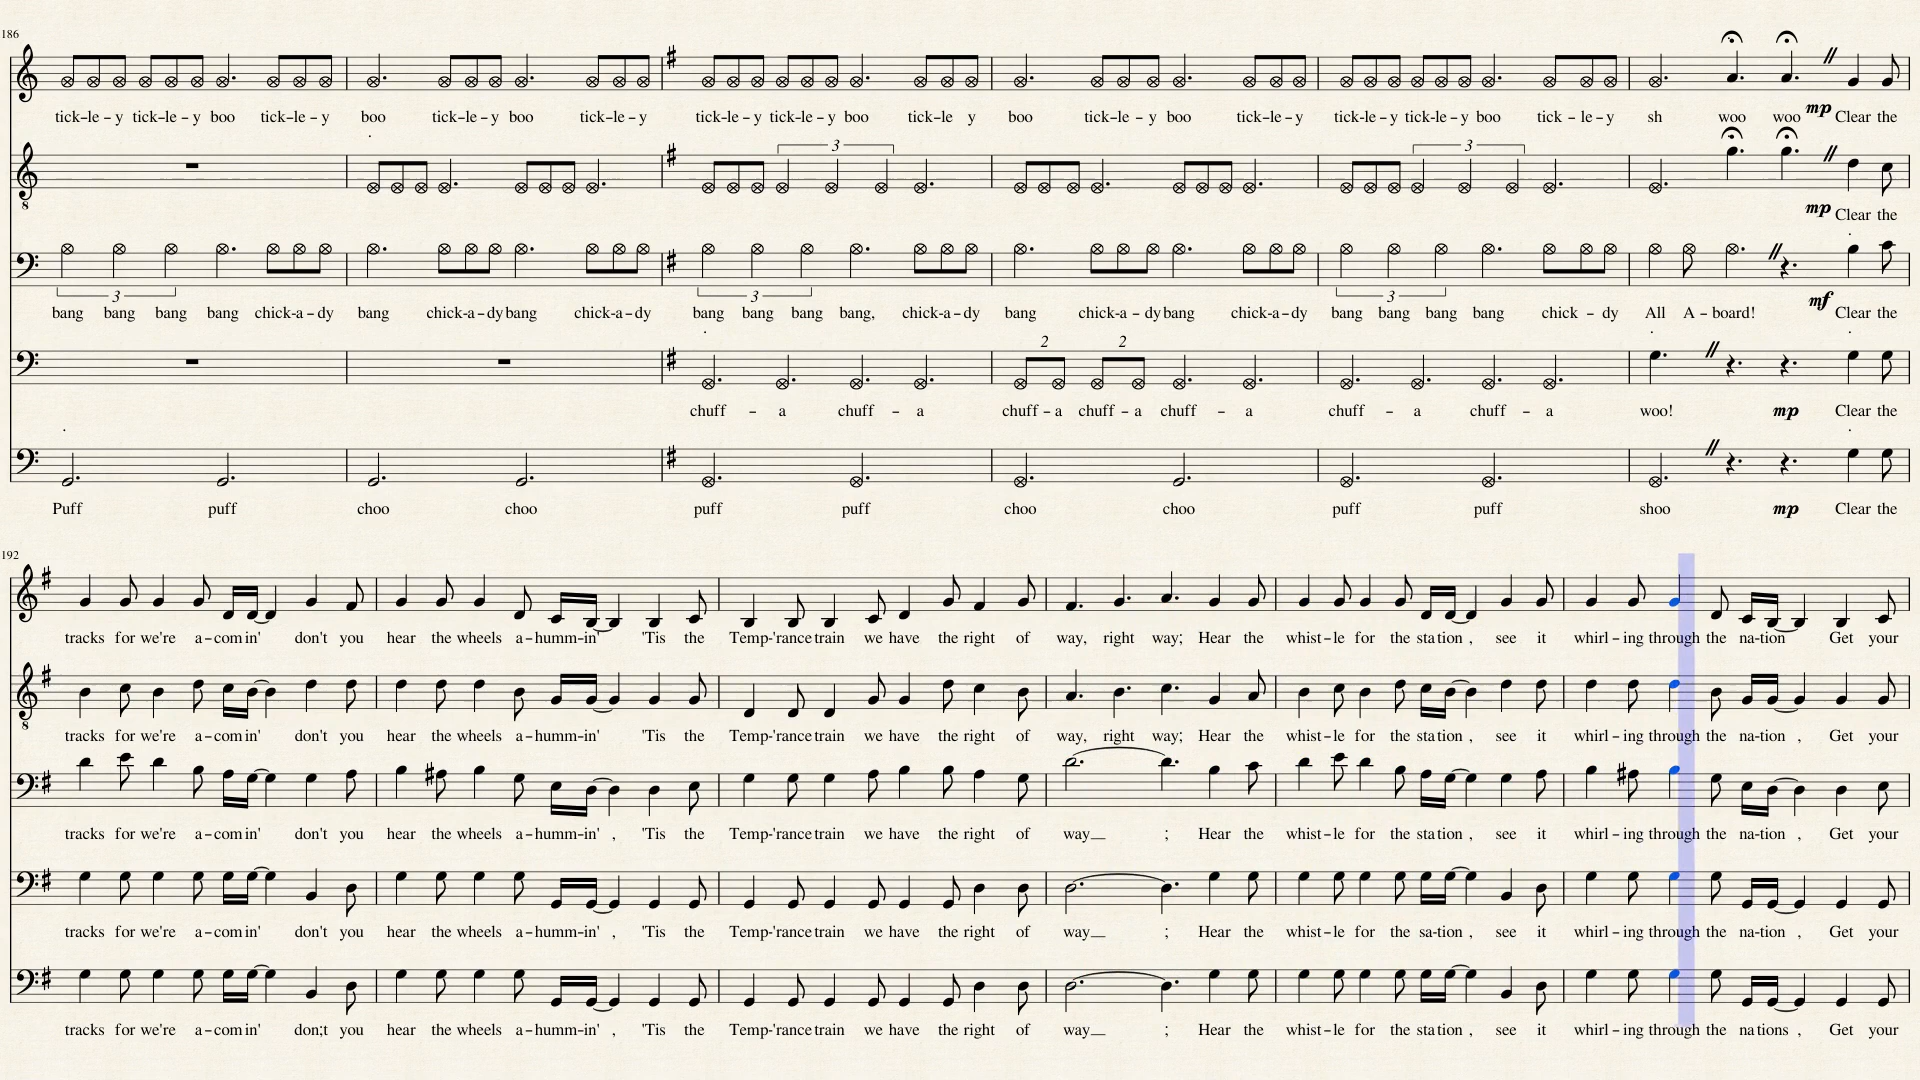 186
tick-le-y tick-le-y boo tick-le-y boo tick-le-y boo tick-le-y tick-le-y tick-le-y boo tick-le y boo tick-le-y boo tick-le-y tick-le-y tick-le-y boo tick-le-y sh woo woo mp Clear the
3 3
8
mp Clear the
3 3 3
bang bang bang bang chick-a-dy bang chick-a-dy bang chick-a-dy bang bang bang bang, chick-a-dy bang chick-a-dy bang chick-a-dy bang bang bang bang chick-dy All A-board! mf Clear the
2 2
chuff-a chuff-a chuff-a chuff-a chuff-a chuff-a chuff-a woo! mp Clear the
Puff puff choo choo puff puff choo choo puff puff shoo mp Clear the
192
tracks for we're a-comin' don't you hear the wheels a-humm-in' 'Tis the Temp-'rance train we have the right of way, right way; Hear the whist-le for the station, see it whirl-ing through the na-tion Get your
8
tracks for we're a-comin' don't you hear the wheels a-humm-in' 'Tis the Temp-'rance train we have the right of way, right way; Hear the whist-le for the station, see it whirl-ing through the na-tion, Get your
tracks for we're a-comin' don't you hear the wheels a-humm-in', 'Tis the Temp-'rance train we have the right of way; Hear the whist-le for the station, see it whirl-ing through the na-tion, Get your
tracks for we're a-comin' don't you hear the wheels a-humm-in', 'Tis the Temp-'rance train we have the right of way; Hear the whist-le for the sa-tion, see it whirl-ing through the na-tion, Get your
tracks for we're a-comin' don;t you hear the wheels a-humm-in', 'Tis the Temp-'rance train we have the right of way; Hear the whist-le for the station, see it whirl-ing through the nations, Get your